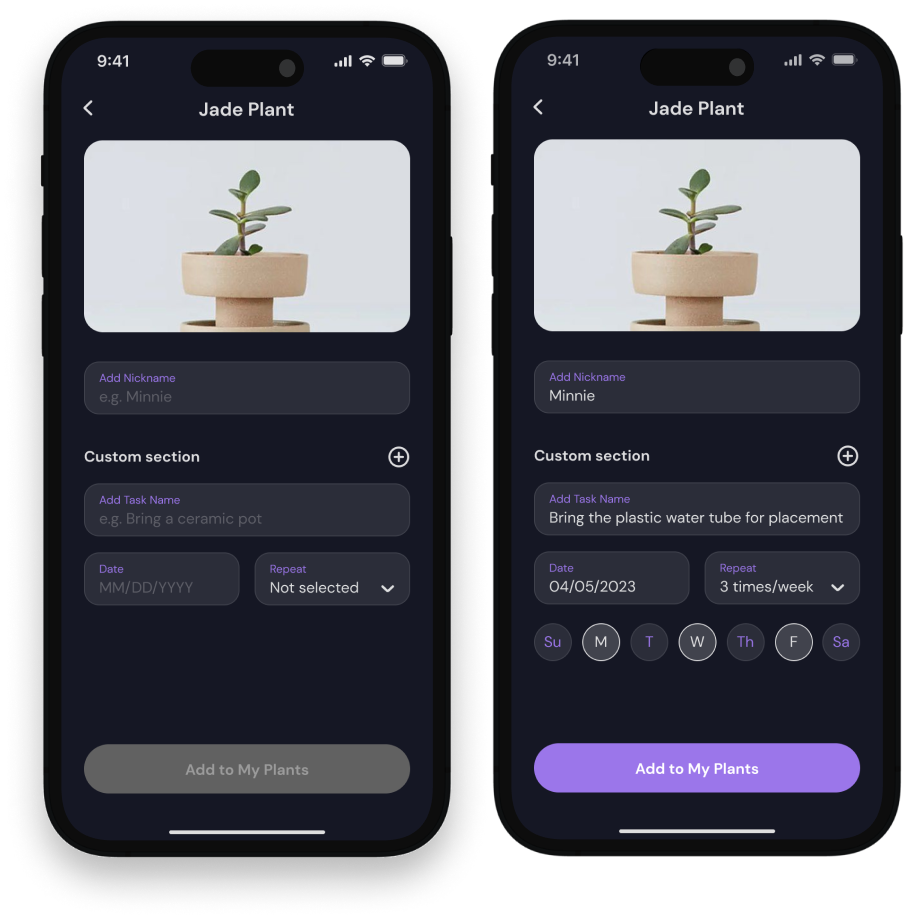 9:41
Jade Plant
Add Nickname
e.g. Minnie
Custom section
Add Task Name
e.g. Bring a ceramic pot
Date
MM/DD/YYYY
Repeat
Not selected
Add to My Plants
9:41
Jade Plant
Add Nickname
Minnie
Custom section
Add Task Name
Bring the plastic water tube for placement
Date
04/05/2023
Repeat
3 times/week
Su M T W Th F Sa
Add to My Plants